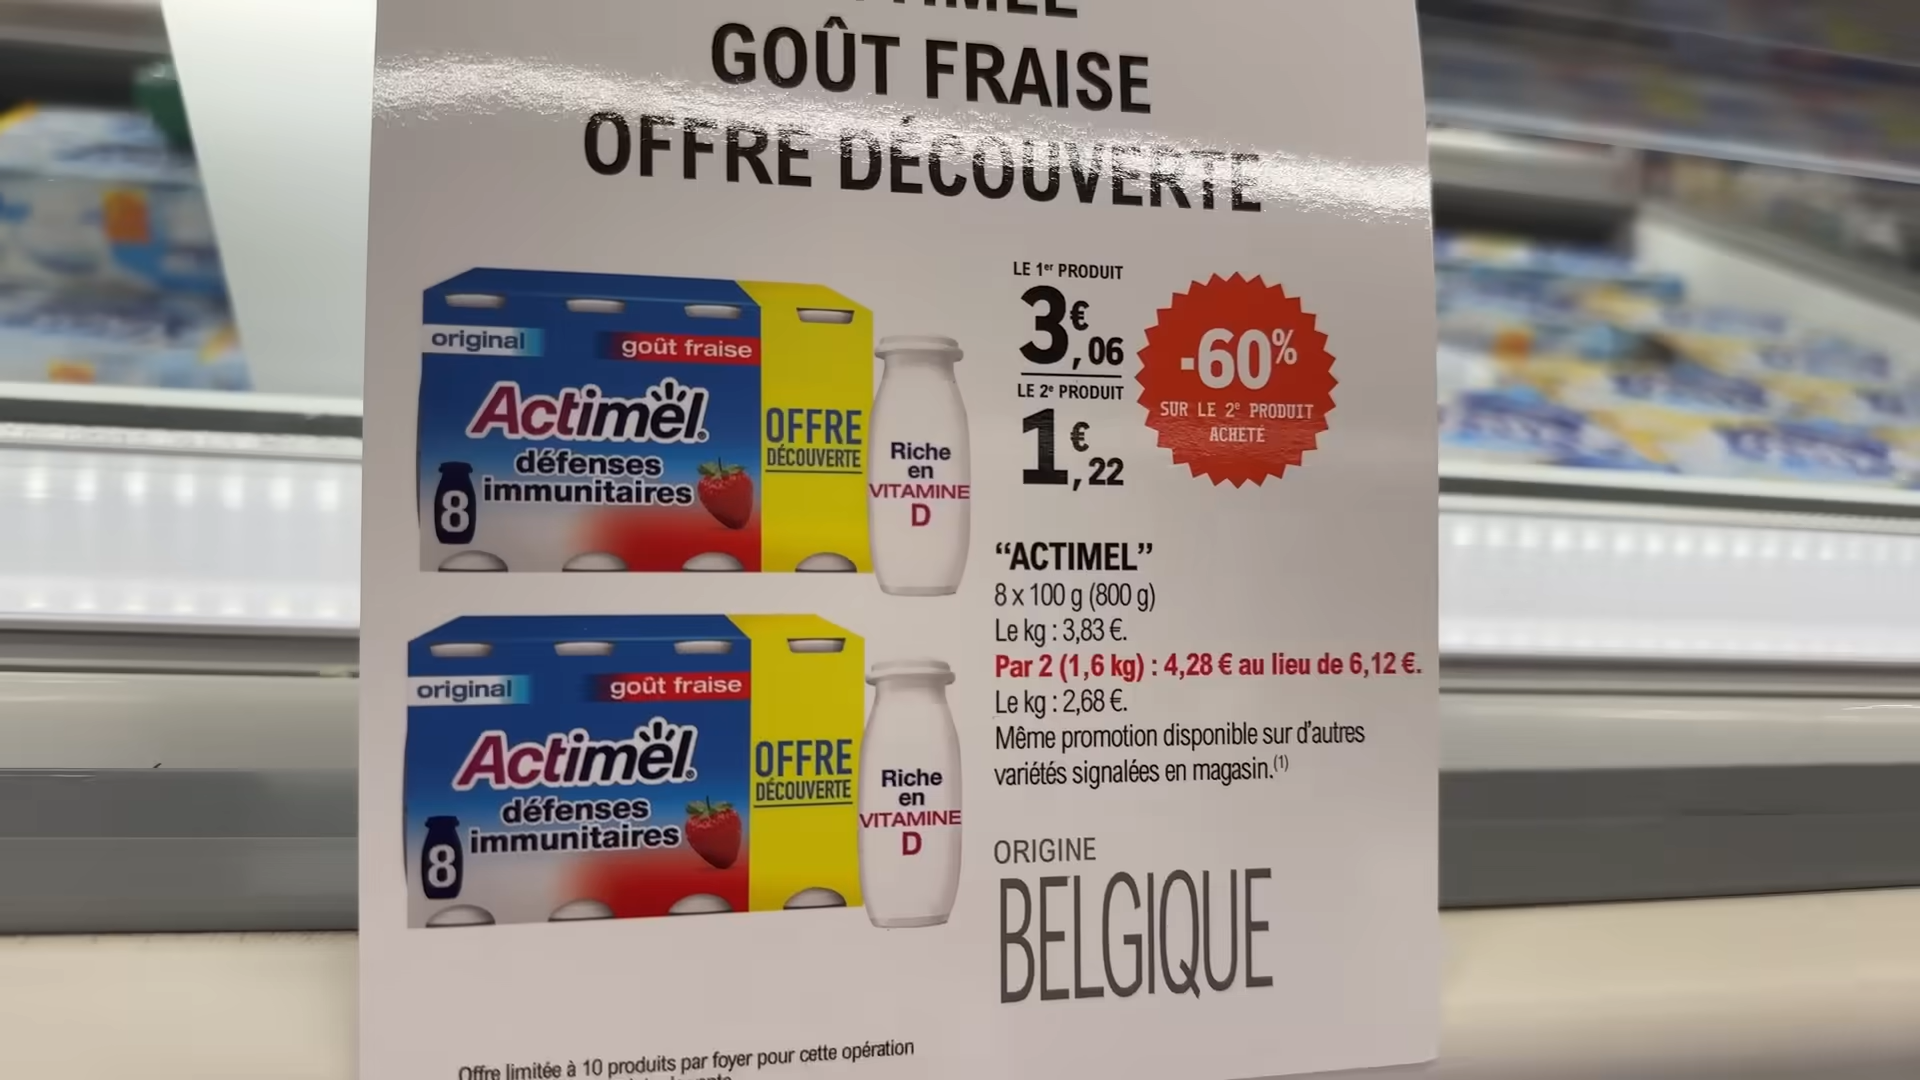 GOÛT FRAISE
OFFRE DÉCOUVERTE
LE 1er PRODUIT
3€,06
LE 2e PRODUIT
1€,22
-60%
SUR LE 2e PRODUIT
ACHETÉ
original
goût fraise
Actimel
défenses
immunitaires
8
OFFRE
DÉCOUVERTE
Riche
en
VITAMINE
D
original
goût fraise
Actimel
défenses
immunitaires
8
OFFRE
DÉCOUVERTE
Riche
en
VITAMINE
D
“ACTIMEL”
8 x 100 g (800 g)
Le kg : 3,83 €.
Par 2 (1,6 kg) : 4,28 € au lieu de 6,12 €.
Le kg : 2,68 €.
Même promotion disponible sur d'autres
variétés signalées en magasin.(1)
ORIGINE
BELGIQUE
Offre limitée à 10 produits par foyer pour cette opération